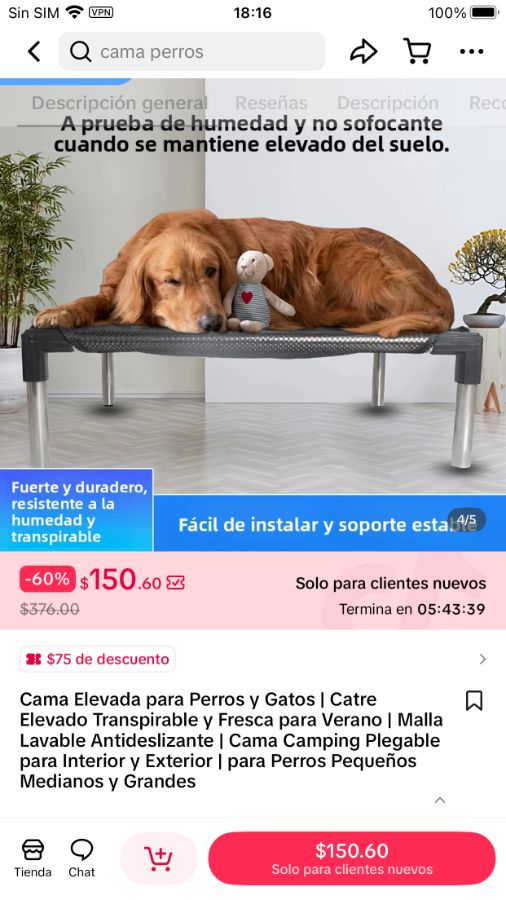 Sin SIM VPN 18:16 100%
cama perros
Descripción general Reseñas Descripción Reco
A prueba de humedad y no sofocante
cuando se mantiene elevado del suelo.
Fuerte y duradero,
resistente a la
humedad y
transpirable
Fácil de instalar y soporte estable
4/5
-60% $150.60
Solo para clientes nuevos
$376.00
Termina en 05:43:39
$75 de descuento
Cama Elevada para Perros y Gatos | Catre
Elevado Transpirable y Fresca para Verano | Malla
Lavable Antideslizante | Cama Camping Plegable
para Interior y Exterior | para Perros Pequeños
Medianos y Grandes
Tienda
Chat
$150.60
Solo para clientes nuevos